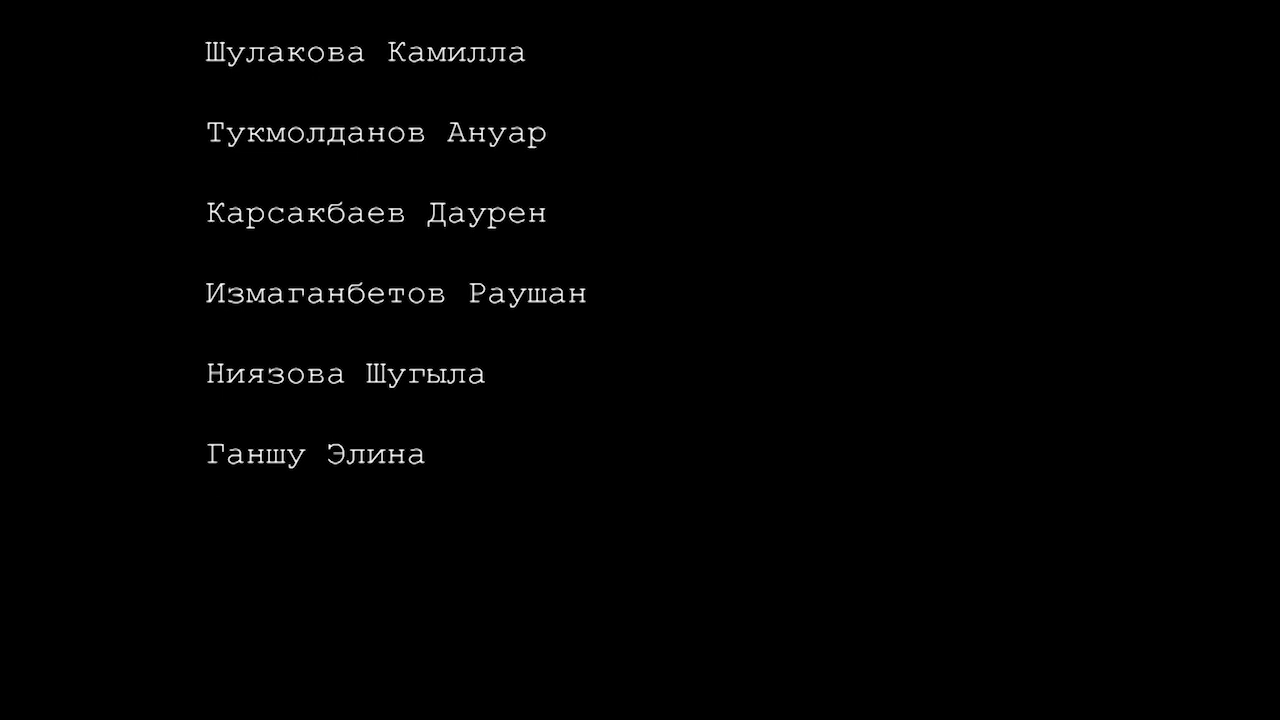 Шулакова Камилла
Тукмолданов Ануар
Карсакбаев Даурен
Измаганбетов Раушан
Ниязова Шугыла
Ганшу Элина